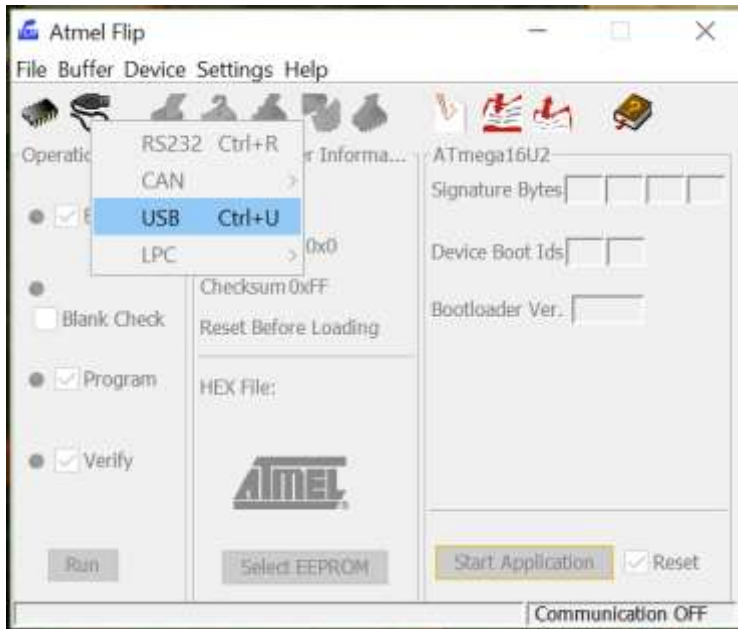 Atmel Flip
File Buffer Device Settings Help
RS232 Ctrl+R
CAN
USB Ctrl+U
LPC
r Informa...
0x0
Checksum 0xFF
Reset Before Loading
HEX File:
ATMEL
Select EEPROM
Operatic
Blank Check
Program
Verify
Run
ATmega16U2
Signature Bytes
Device Boot Ids
Bootloader Ver.
Start Application
Reset
Communication OFF